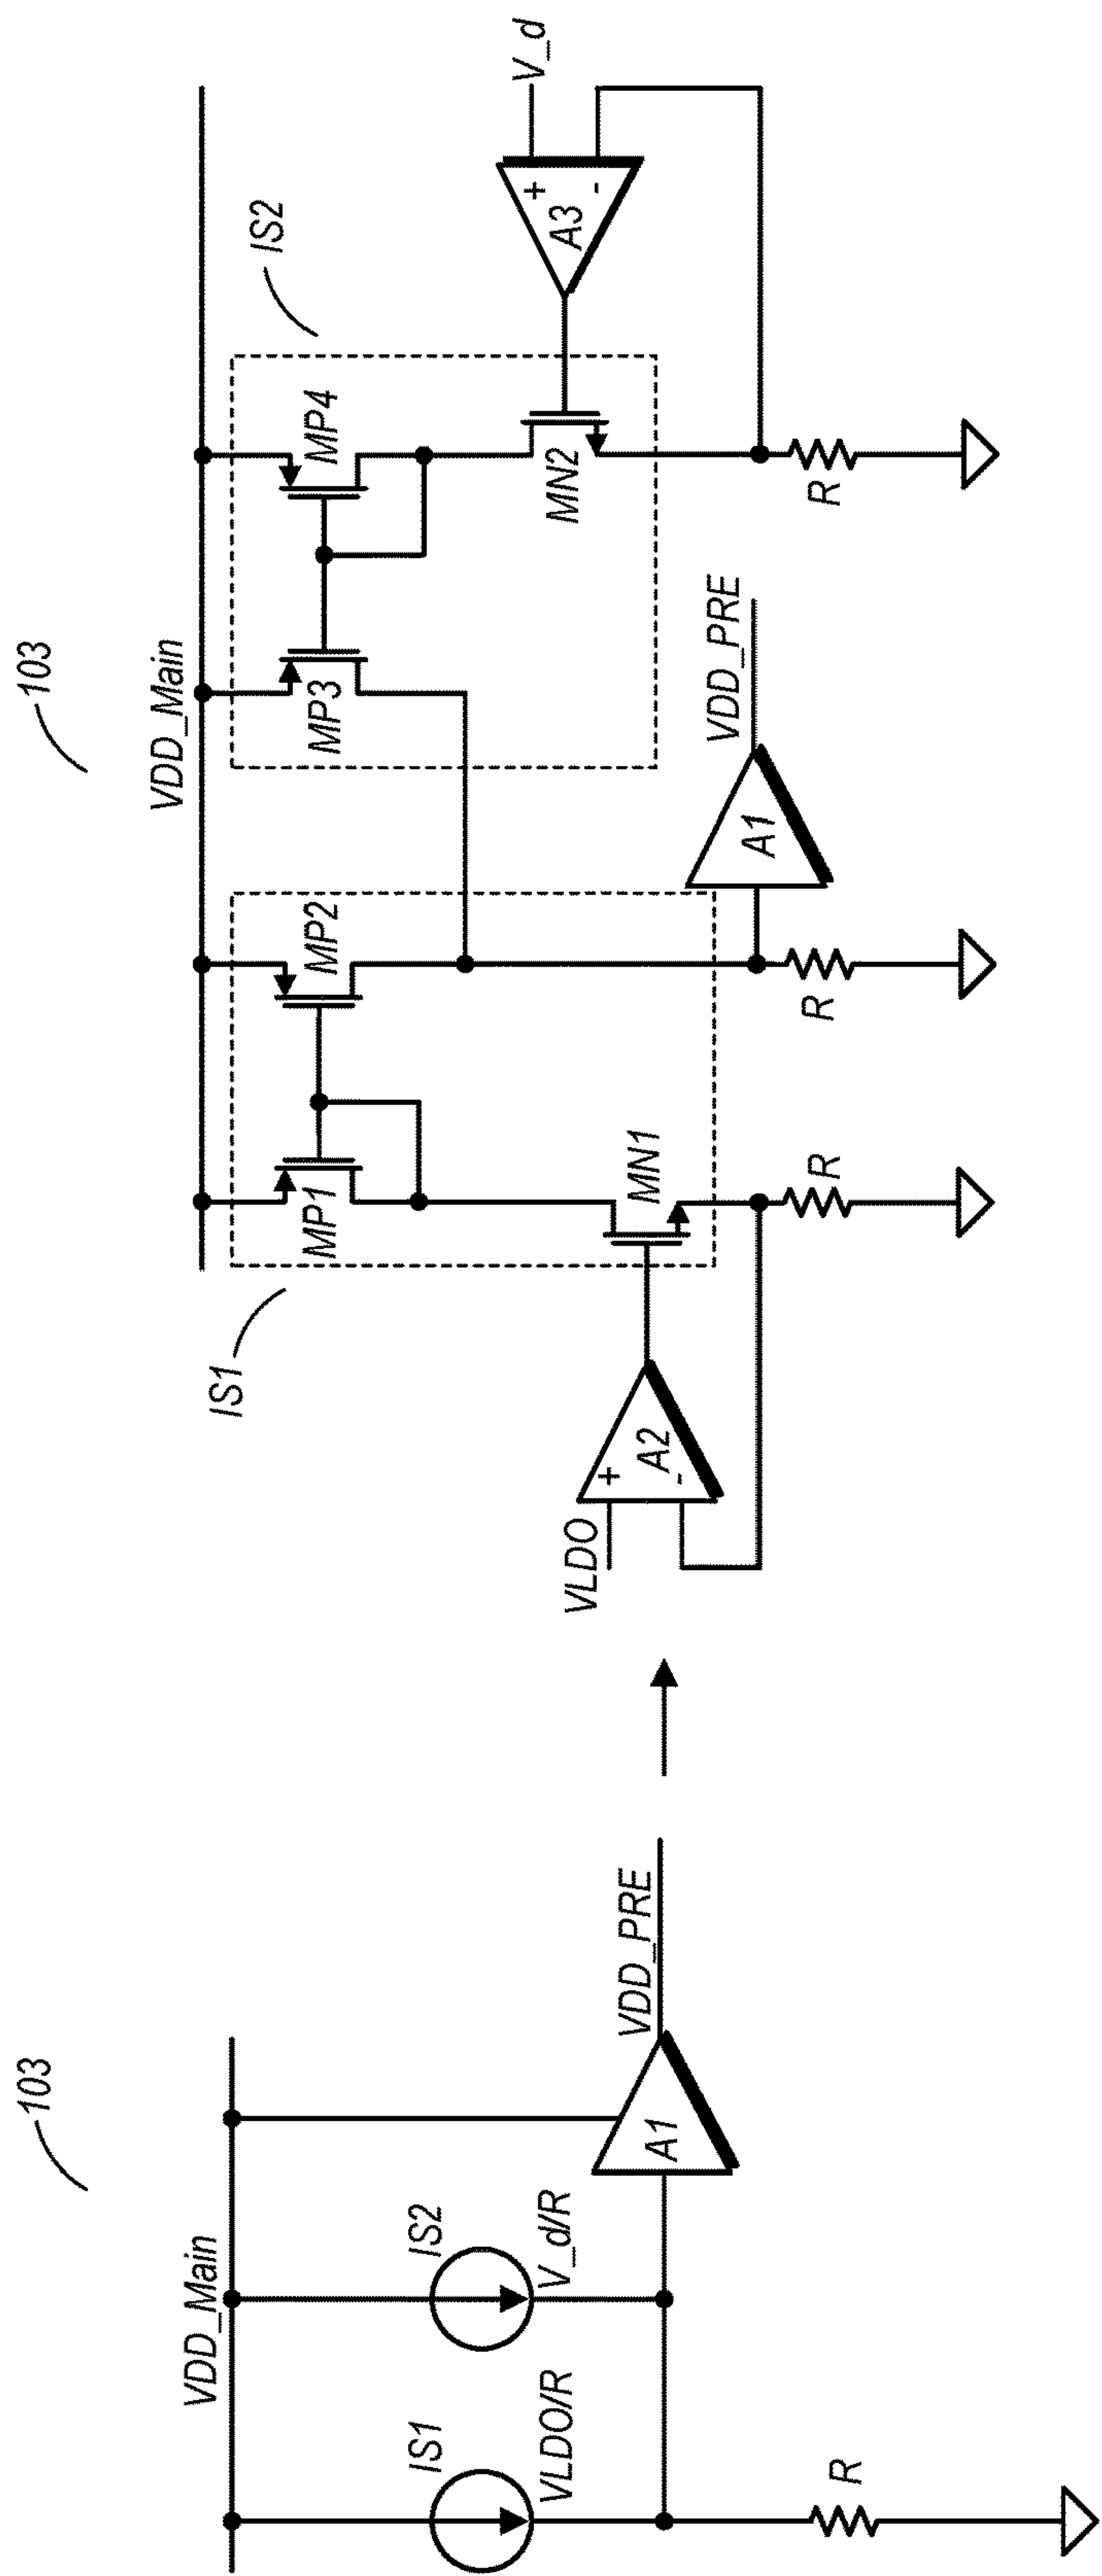 103
VDD_Main
IS1
VLDO/R
IS2
V_d/R
A1
VDD_PRE
R
103
VDD_Main
IS1
IS2
MP1
MP2
MP3
MP4
VLDO
+
-
A2
MN1
MN2
V_d
+
-
A3
R
R
A1
VDD_PRE
R